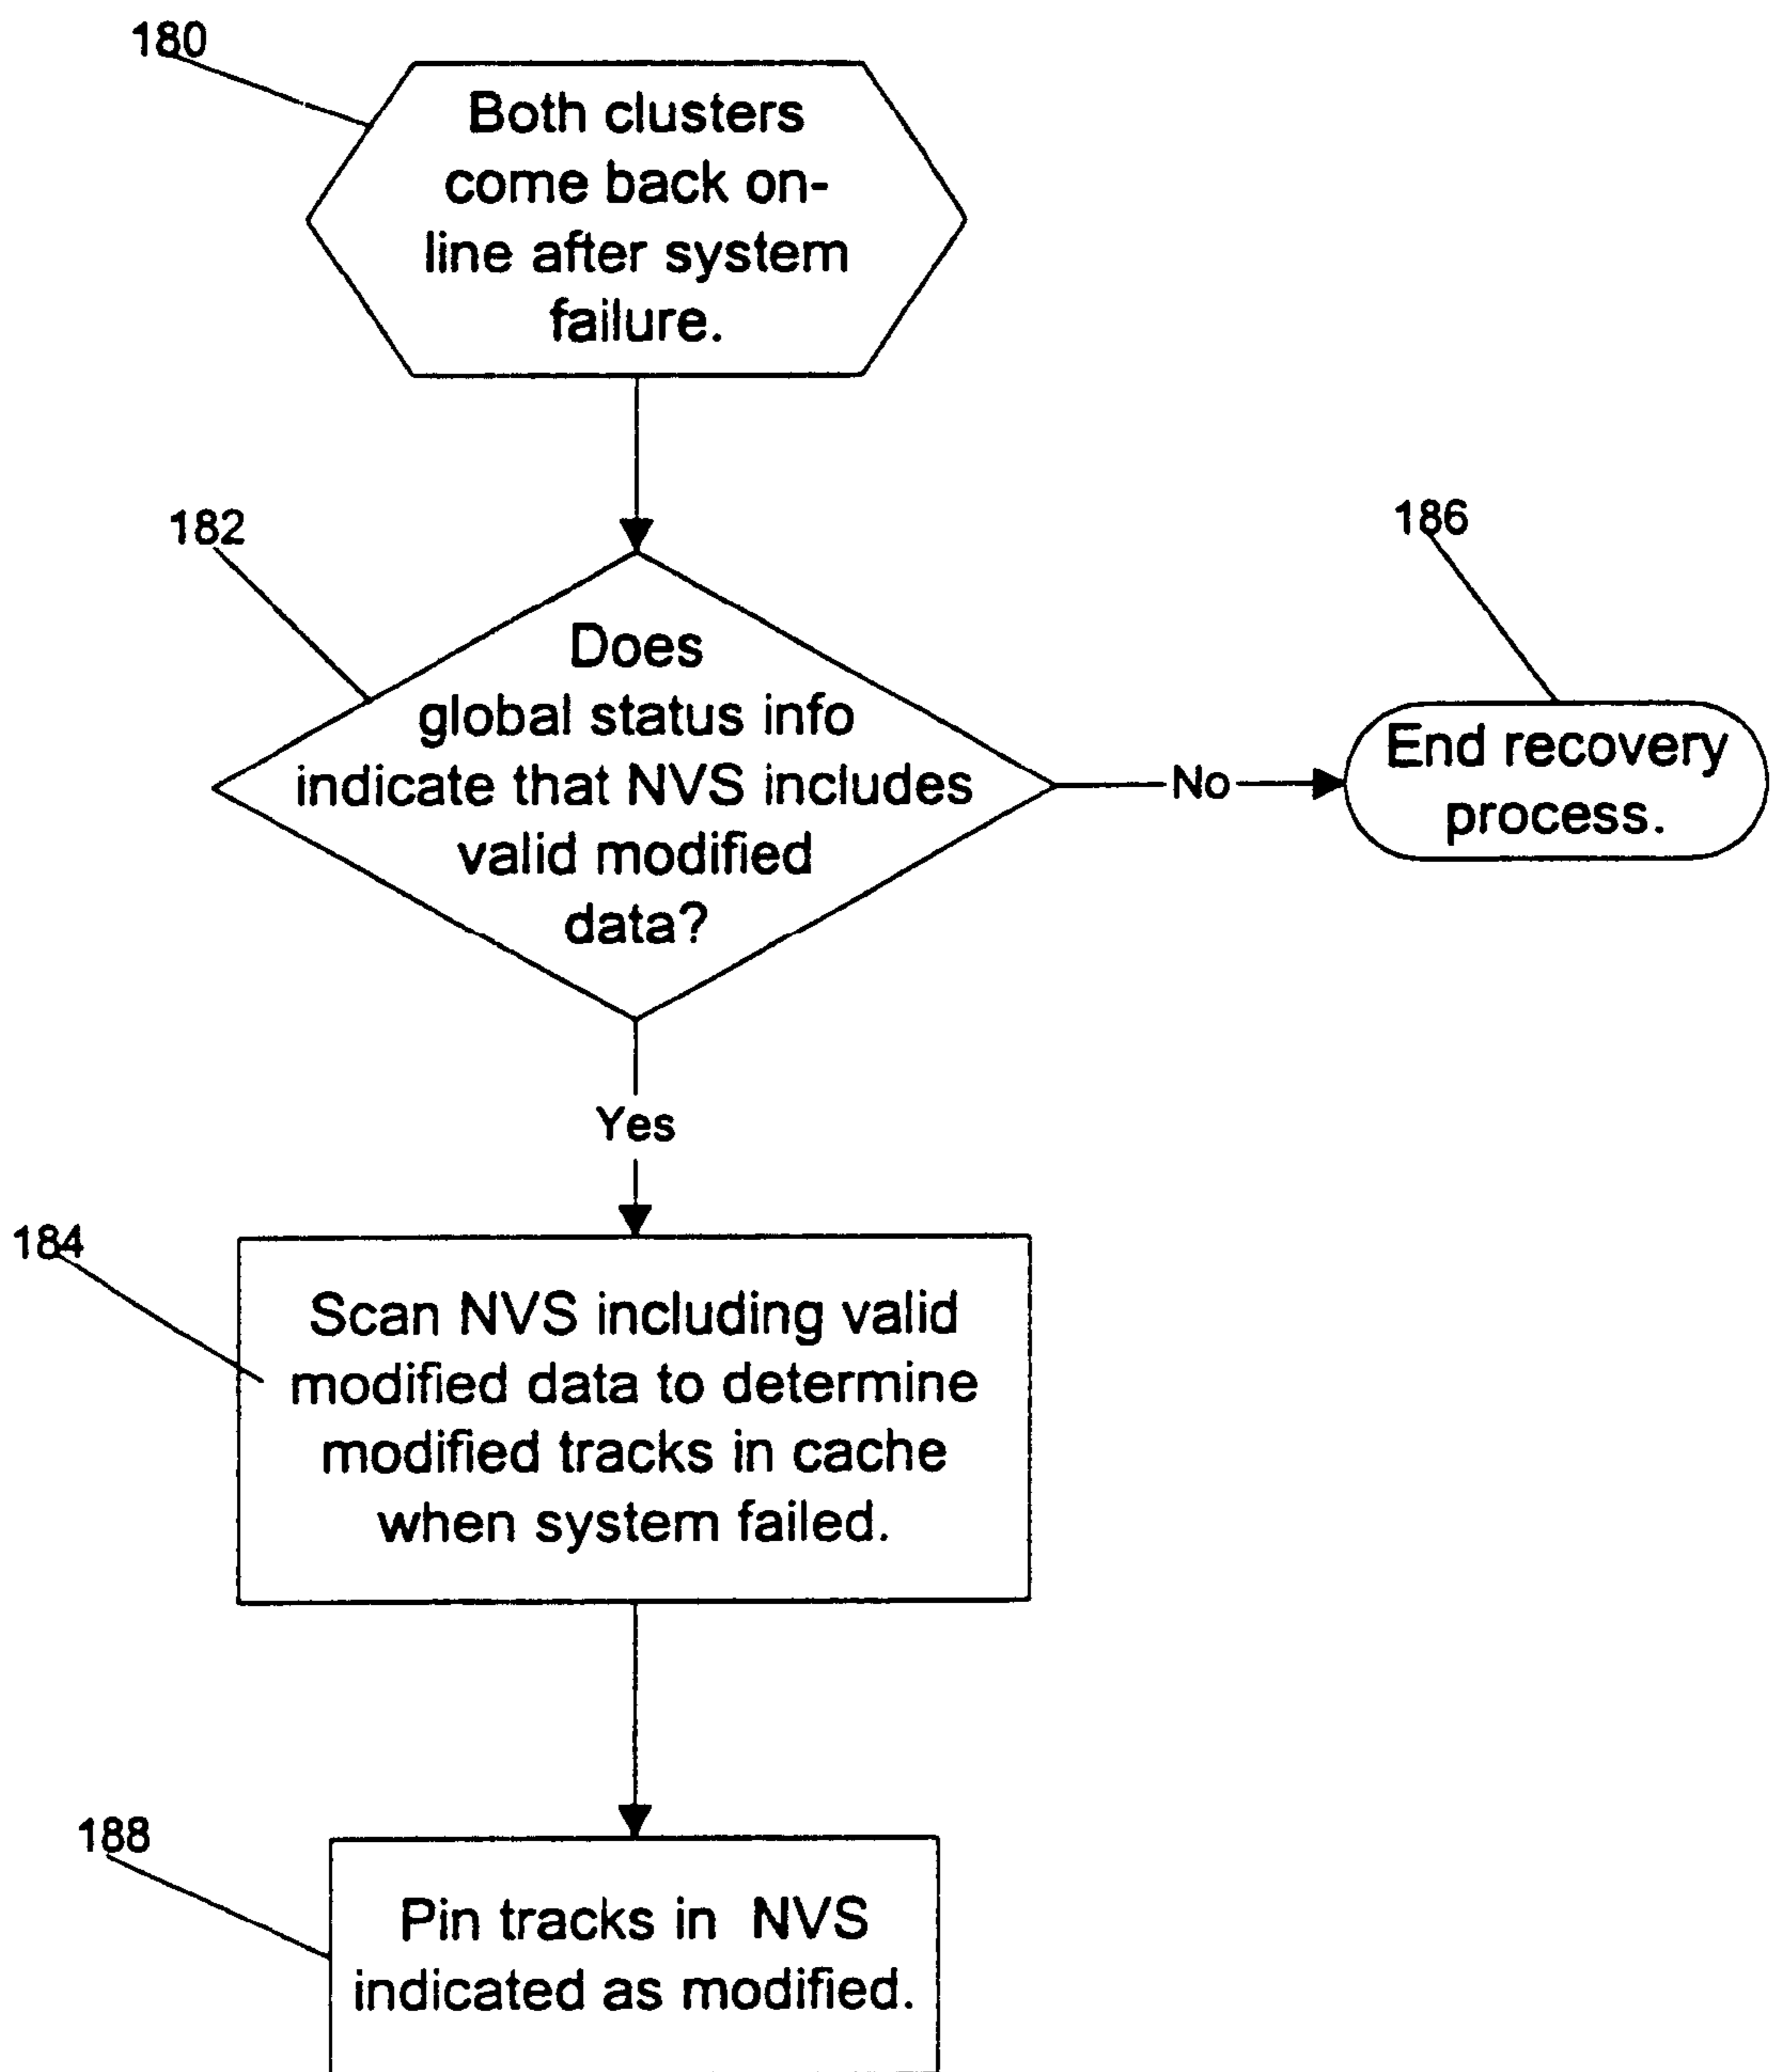 180
Both clusters
come back on-
line after system
failure.
182
Does
global status info
indicate that NVS includes
valid modified
data?
No
186
End recovery
process.
Yes
184
Scan NVS including valid
modified data to determine
modified tracks in cache
when system failed.
188
Pin tracks in NVS
indicated as modified.